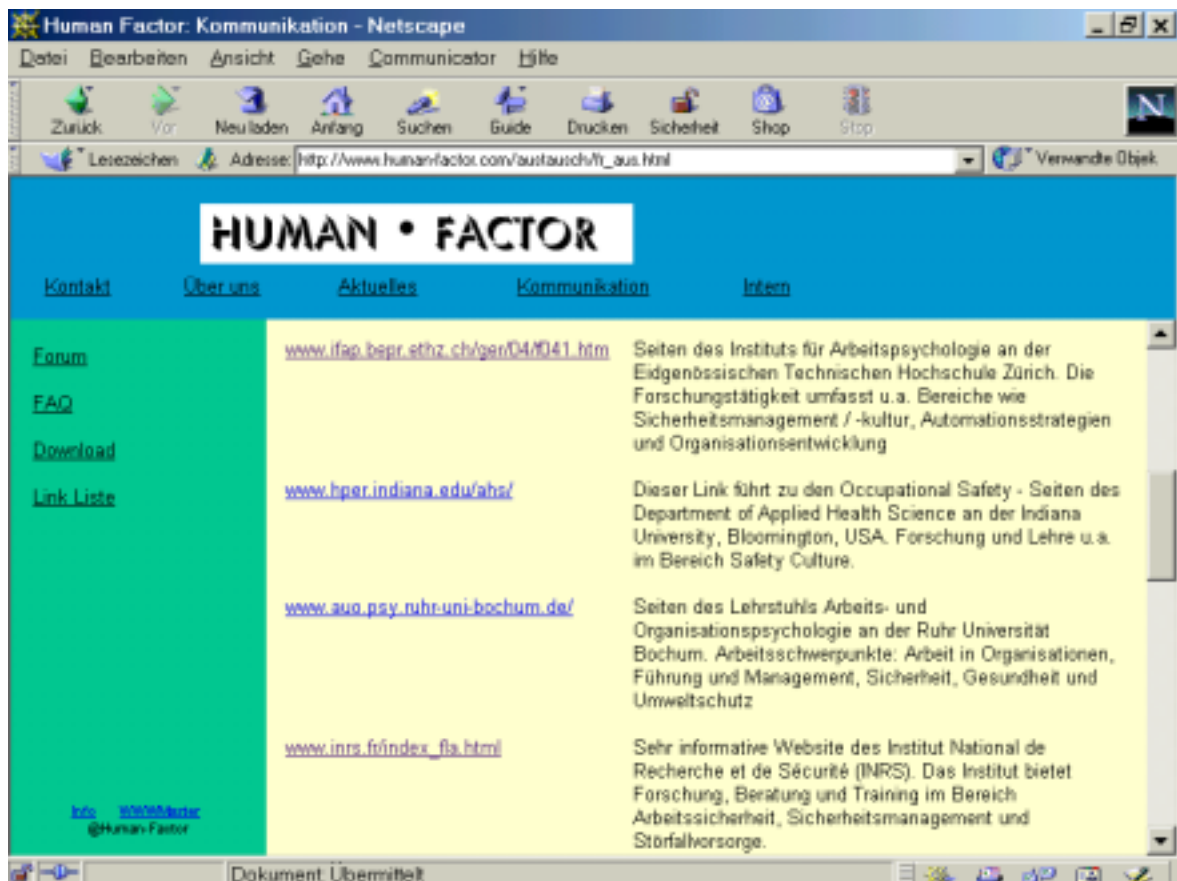 Human Factor: Kommunikation - Netscape
Datei Bearbeiten Ansicht Gehe Communicator Hilfe
Zurück Vor Neu laden Anfang Suchen Guide Drucken Sicherheit Shop Stop
N
Lesezeichen Adresse: http://www.human-factor.com/austausch/fr_aus.html Verwandte Objek.
HUMAN • FACTOR
Kontakt Über uns Aktuelles Kommunikation Intern
Forum
FAQ
Download
Link Liste
Info WWWMaster
@Human-Factor
www.ifap.bepr.ethz.ch/ger/04/f041.htm
Seiten des Instituts für Arbeitspsychologie an der
Eidgenössischen Technischen Hochschule Zürich. Die
Forschungstätigkeit umfasst u.a. Bereiche wie
Sicherheitsmanagement / -kultur, Automationsstrategien
und Organisationsentwicklung
www.hper.indiana.edu/ahs/
Dieser Link führt zu den Occupational Safety - Seiten des
Department of Applied Health Science an der Indiana
University, Bloomington, USA. Forschung und Lehre u.a.
im Bereich Safety Culture.
www.auo.psy.ruhr-uni-bochum.de/
Seiten des Lehrstuhls Arbeits- und
Organisationspsychologie an der Ruhr Universität
Bochum. Arbeitsschwerpunkte: Arbeit in Organisationen,
Führung und Management, Sicherheit, Gesundheit und
Umweltschutz
www.inrs.fr/index_fla.html
Sehr informative Website des Institut National de
Recherche et de Sécurité (INRS). Das Institut bietet
Forschung, Beratung und Training im Bereich
Arbeitssicherheit, Sicherheitsmanagement und
Störfallvorsorge.
Dokument: Übermittelt